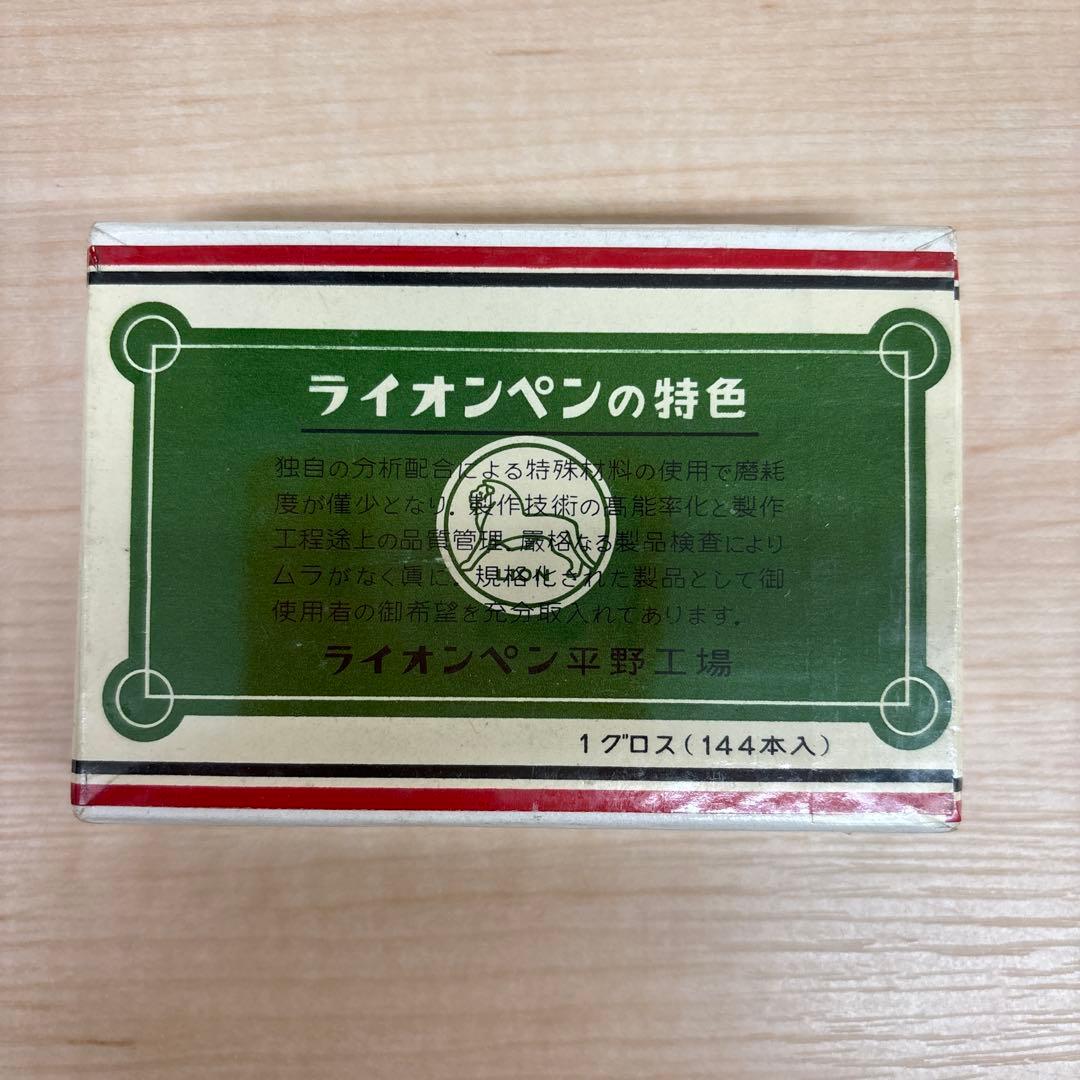 ライオンペンの特色
独自の分析配合による特殊材料の使用で磨耗
度が僅少となり．製作技術の高能率化と製作
工程途上の品質管理、厳格なる製品検査により
ムラがなく眞に、規格化された製品として御
使用者の御希望を充分取入れてあります．
LION
ライオンペン平野工場
1グロス(144本入)